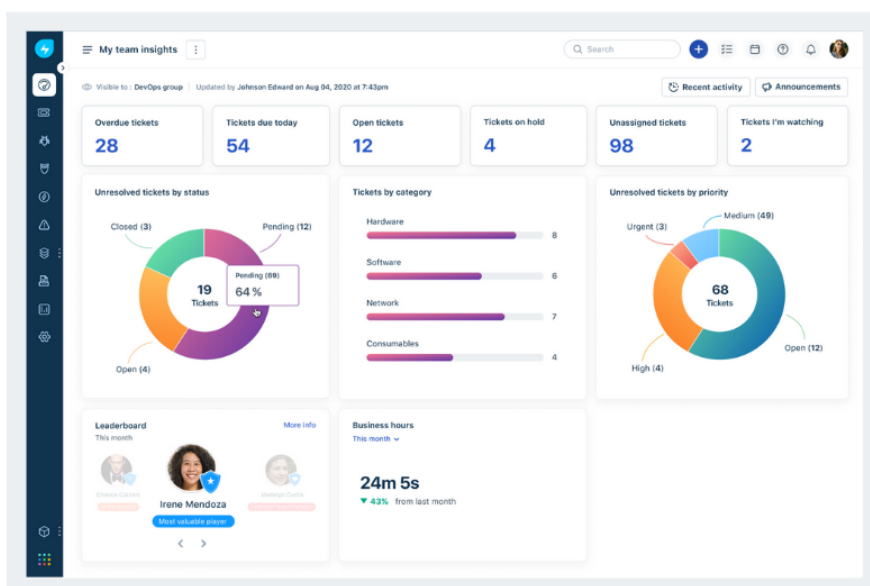 My team insights
Search
Visible to : DevOps group
Updated by Johnson Edward on Aug 04, 2020 at 7:43pm
Recent activity
Announcements
Overdue tickets
28
Tickets due today
54
Open tickets
12
Tickets on hold
4
Unassigned tickets
98
Tickets I'm watching
2
Unresolved tickets by status
Closed (3)
Pending (12)
Pending (69)
64 %
19
Tickets
Open (4)
Tickets by category
Hardware
8
Software
6
Network
7
Consumables
4
Unresolved tickets by priority
Medium (49)
Urgent (3)
68
Tickets
Open (12)
High (4)
Leaderboard
More info
This month
Irene Mendoza
Most valuable player
Business hours
This month
24m 5s
43% from last month